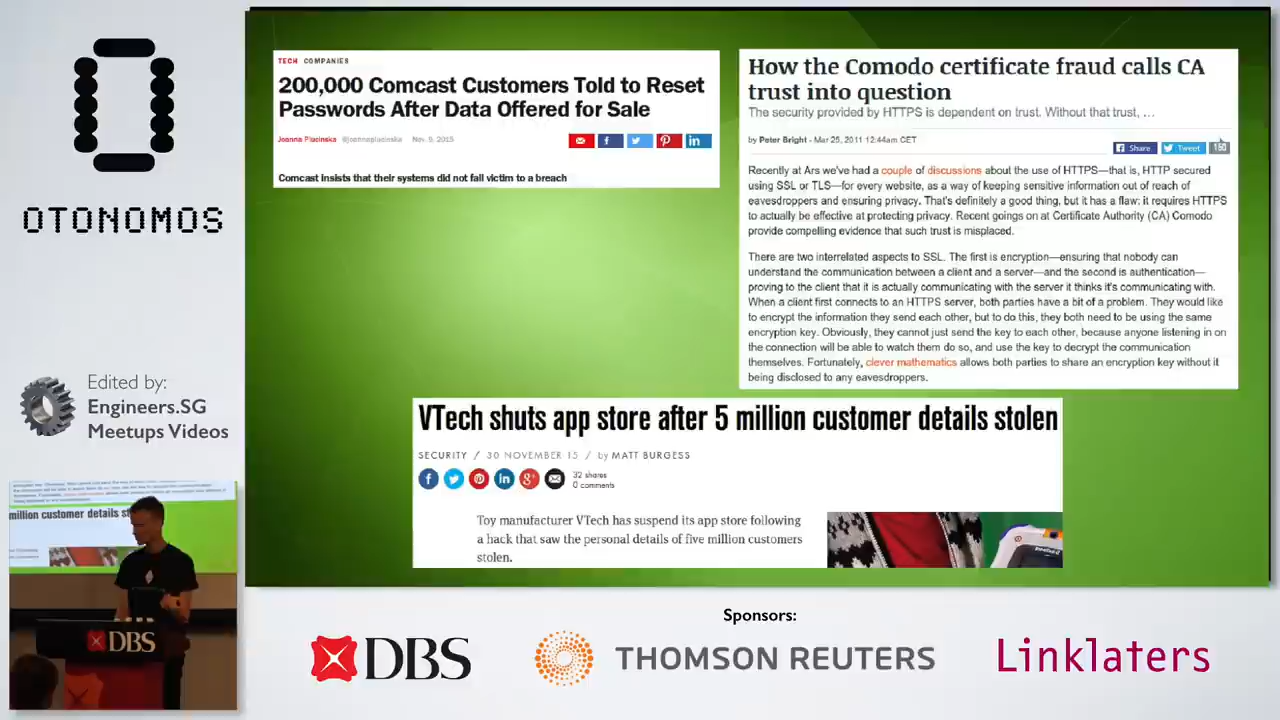 OTONOMOS
Edited by:
Engineers.SG
Meetups Videos
TECH COMPANIES
200,000 Comcast Customers Told to Reset
Passwords After Data Offered for Sale
Joanna Plucinska @joannaplucinska Nov. 9, 2015
Comcast insists that their systems did not fall victim to a breach
How the Comodo certificate fraud calls CA
trust into question
The security provided by HTTPS is dependent on trust. Without that trust, …
by Peter Bright - Mar 25, 2011 12:44am CET
Share Tweet 160
Recently at Ars we've had a couple of discussions about the use of HTTPS—that is, HTTP secured
using SSL or TLS—for every website, as a way of keeping sensitive information out of reach of
eavesdroppers and ensuring privacy. That's definitely a good thing, but it has a flaw: it requires HTTPS
to actually be effective at protecting privacy. Recent goings on at Certificate Authority (CA) Comodo
provide compelling evidence that such trust is misplaced.
There are two interrelated aspects to SSL. The first is encryption—ensuring that nobody can
understand the communication between a client and a server—and the second is authentication—
proving to the client that it is actually communicating with the server it thinks it's communicating with.
When a client first connects to an HTTPS server, both parties have a bit of a problem. They would like
to encrypt the information they send each other, but to do this, they both need to be using the same
encryption key. Obviously, they cannot just send the key to each other, because anyone listening in on
the connection will be able to watch them do so, and use the key to decrypt the communication
themselves. Fortunately, clever mathematics allows both parties to share an encryption key without it
being disclosed to any eavesdroppers.
VTech shuts app store after 5 million customer details stolen
SECURITY / 30 NOVEMBER 15 / by MATT BURGESS
32 shares
0 comments
Toy manufacturer VTech has suspend its app store following
a hack that saw the personal details of five million customers
stolen.
million customer details st
DBS
Sponsors:
DBS
THOMSON REUTERS
Linklaters